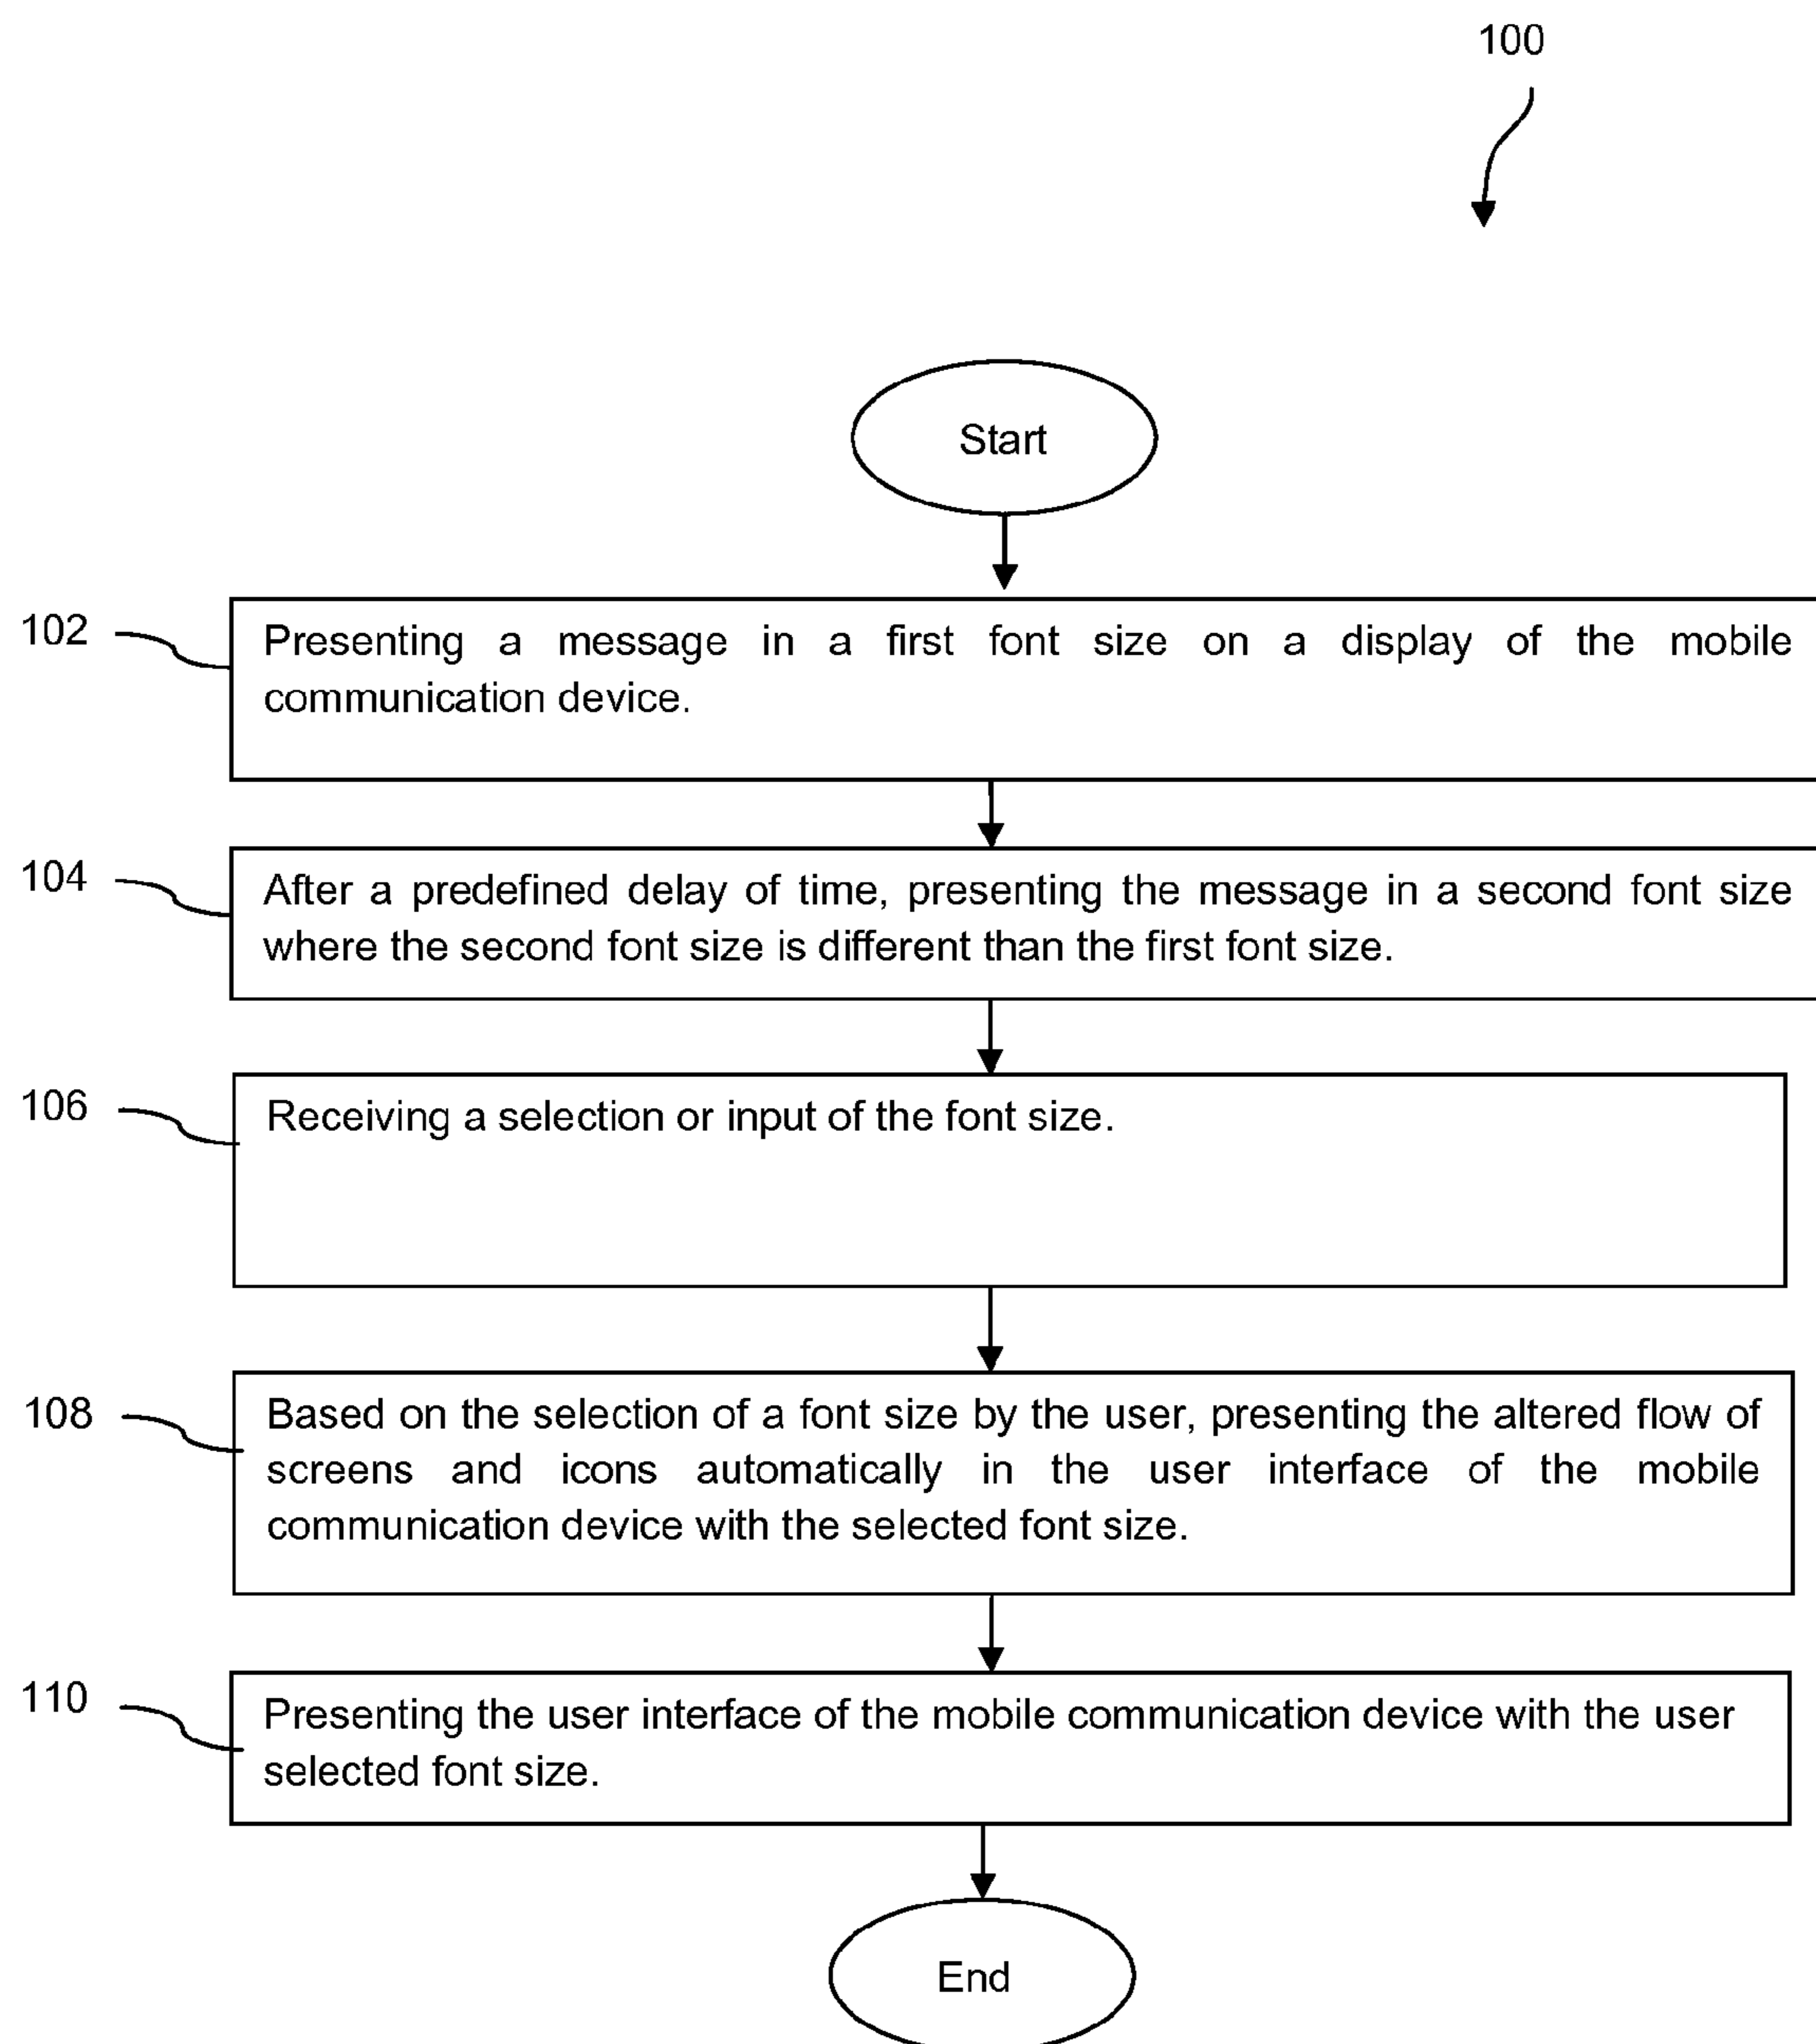 100
Start
102
Presenting a message in a first font size on a display of the mobile
communication device.
104
After a predefined delay of time, presenting the message in a second font size
where the second font size is different than the first font size.
106
Receiving a selection or input of the font size.
108
Based on the selection of a font size by the user, presenting the altered flow of
screens and icons automatically in the user interface of the mobile
communication device with the selected font size.
110
Presenting the user interface of the mobile communication device with the user
selected font size.
End